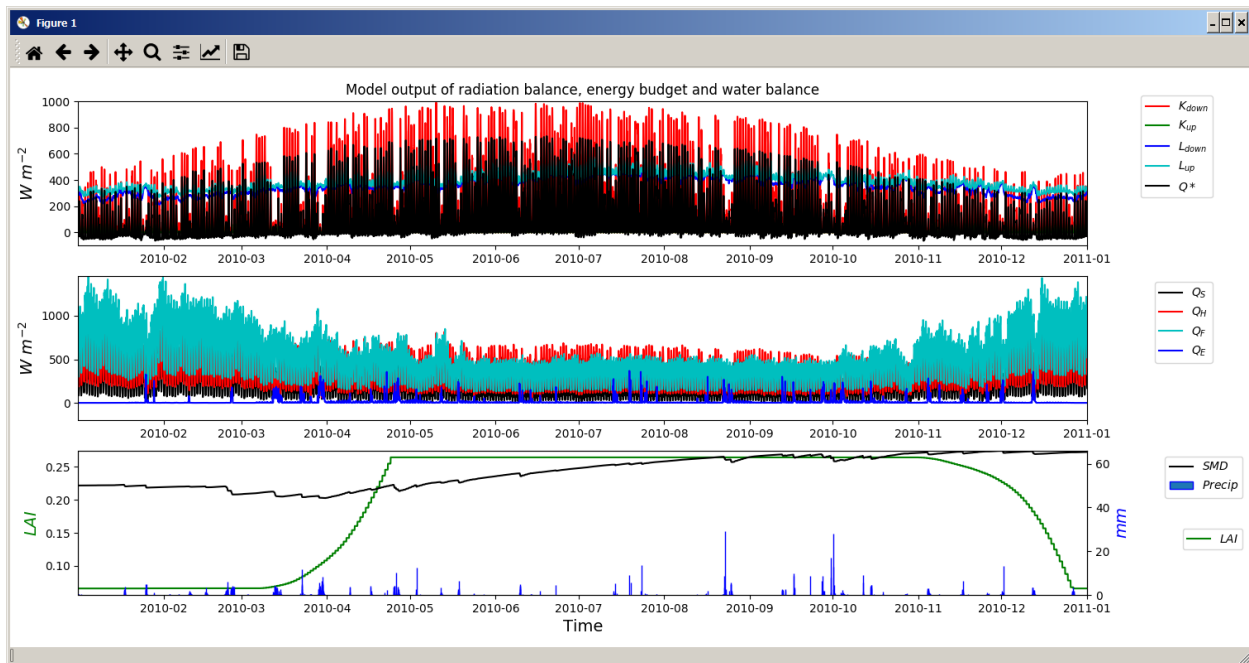 Figure 1
Model output of radiation balance, energy budget and water balance
1000
800
600
400
200
0
W m⁻²
2010-02 2010-03 2010-04 2010-05 2010-06 2010-07 2010-08 2010-09 2010-10 2010-11 2010-12 2011-01
K_down
K_up
L_down
L_up
Q*
1000
500
0
W m⁻²
2010-02 2010-03 2010-04 2010-05 2010-06 2010-07 2010-08 2010-09 2010-10 2010-11 2010-12 2011-01
Q_S
Q_H
Q_F
Q_E
0.25
0.20
0.15
0.10
LAI
60
40
20
0
mm
2010-02 2010-03 2010-04 2010-05 2010-06 2010-07 2010-08 2010-09 2010-10 2010-11 2010-12 2011-01
Time
SMD
Precip
LAI